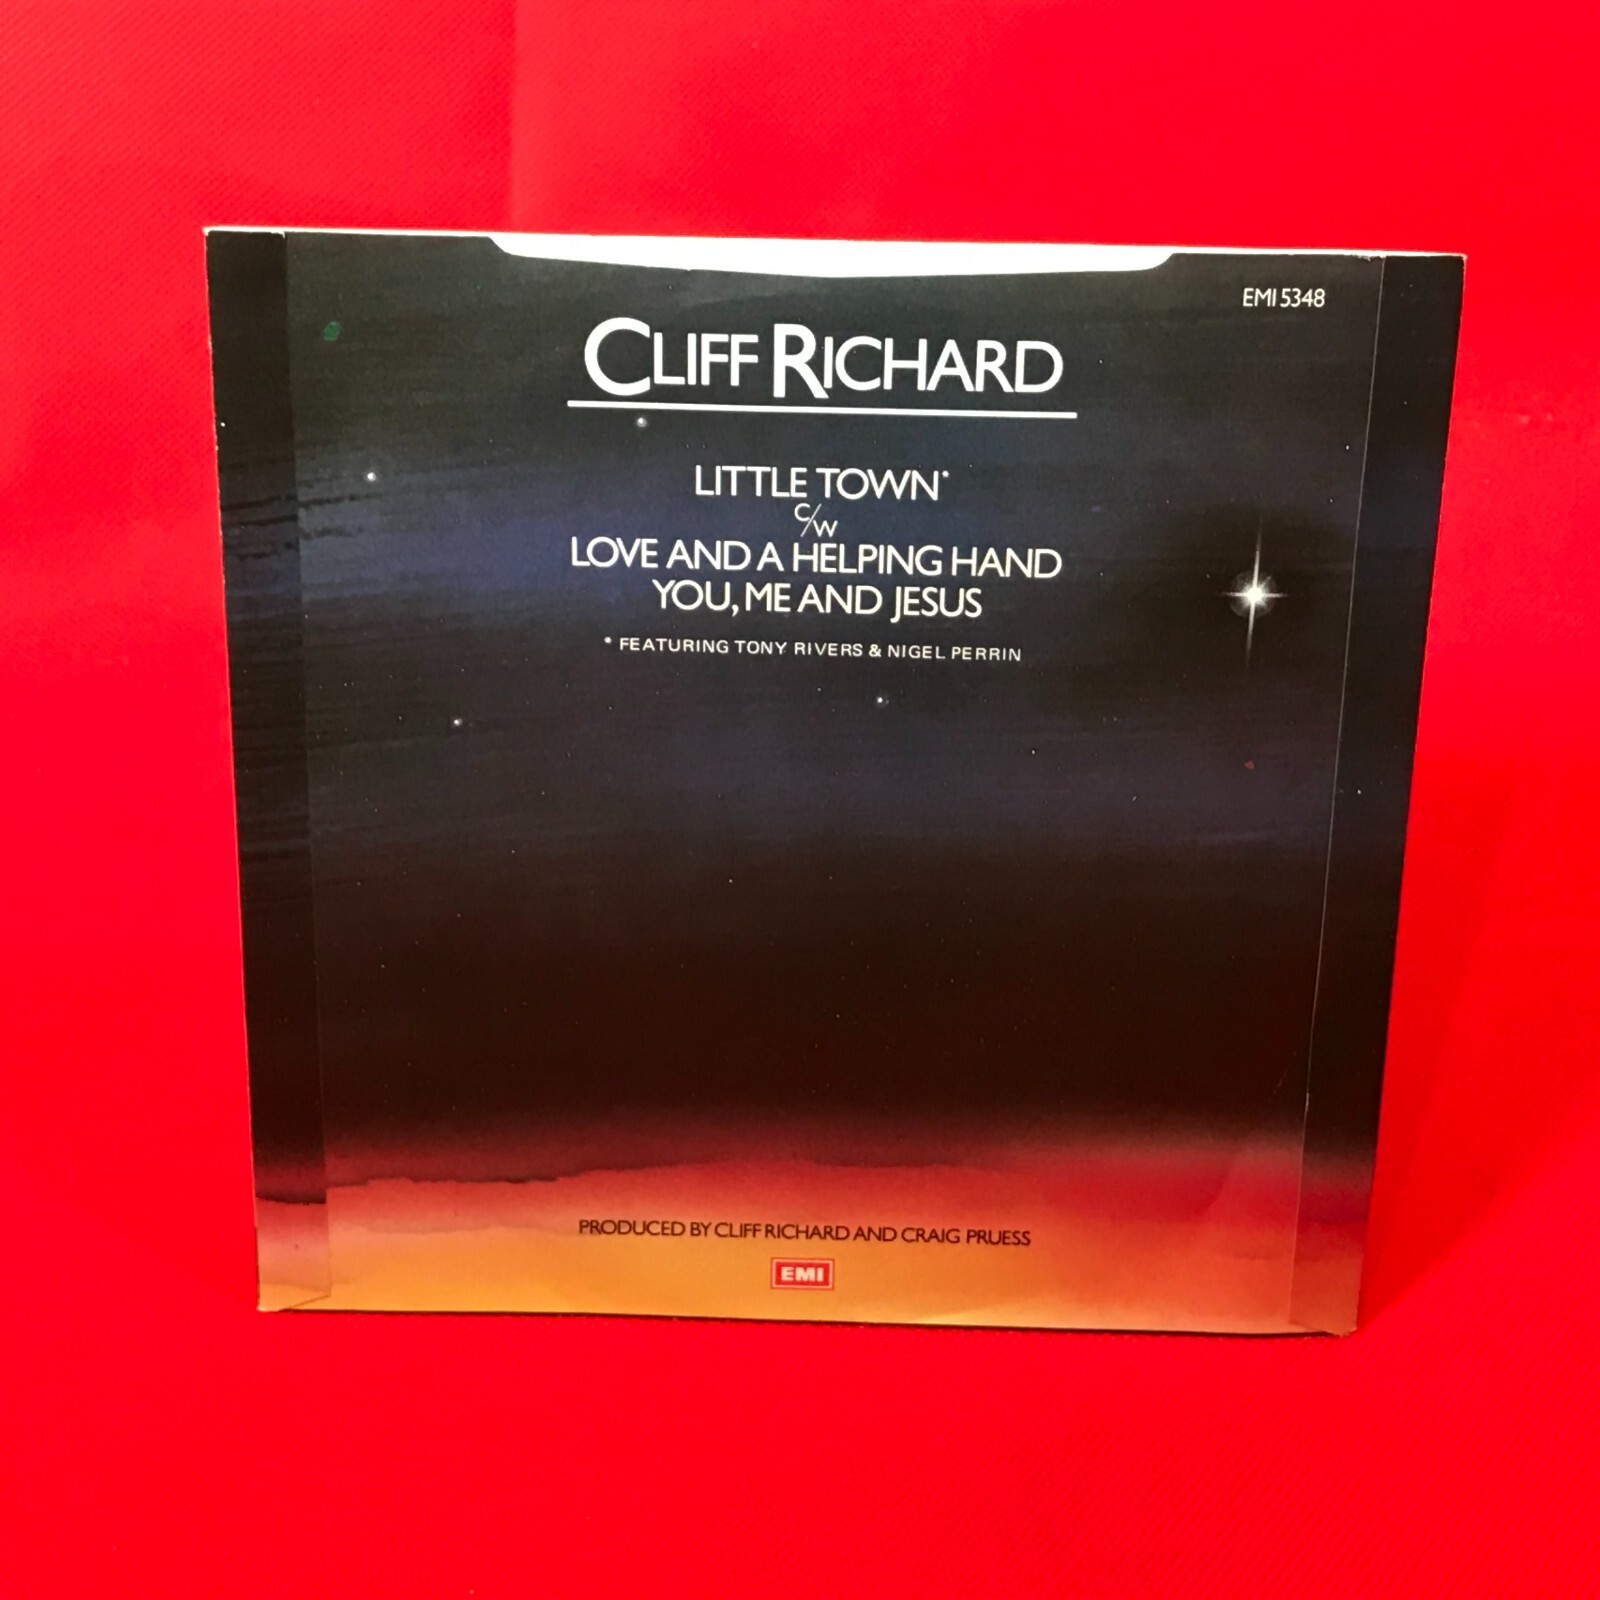 EMI 5348
CLIFF RICHARD
LITTLE TOWN*
C/W
LOVE AND A HELPING HAND
YOU, ME AND JESUS
* FEATURING TONY RIVERS & NIGEL PERRIN
PRODUCED BY CLIFF RICHARD AND CRAIG PRUESS
EMI